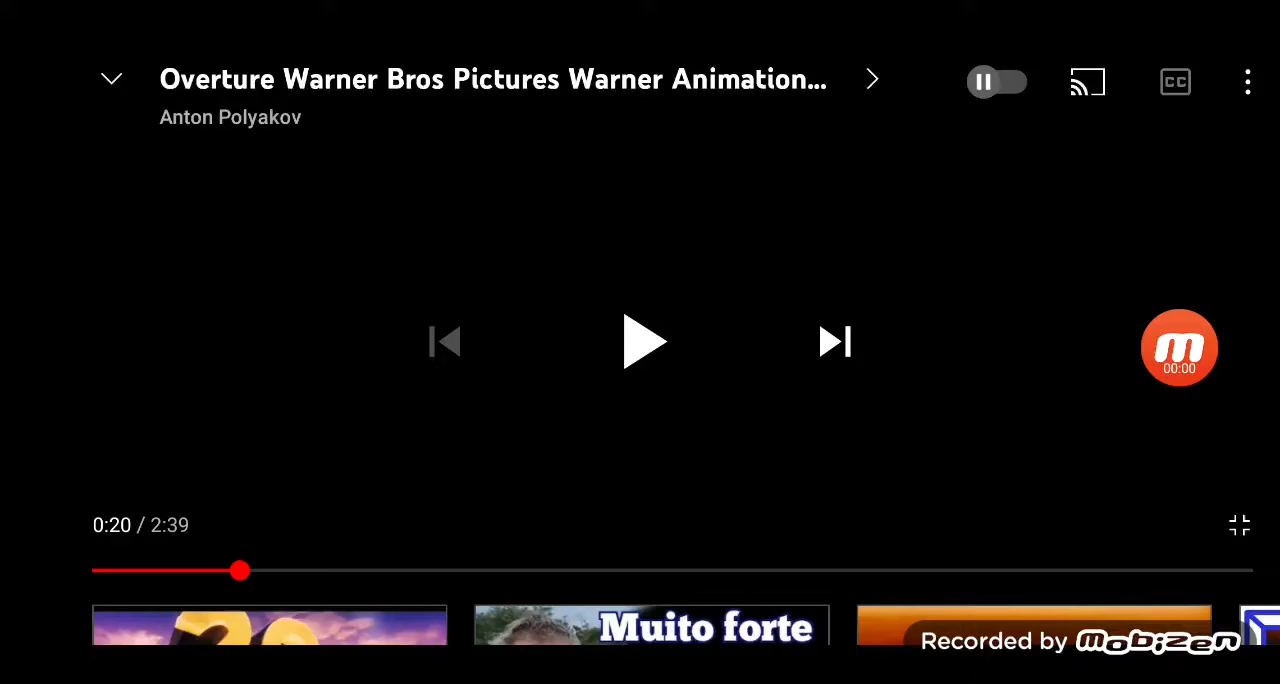 Overture Warner Bros Pictures Warner Animation...
Anton Polyakov
CC
m
00:00
0:20 / 2:39
Muito forte
Recorded by mobizen